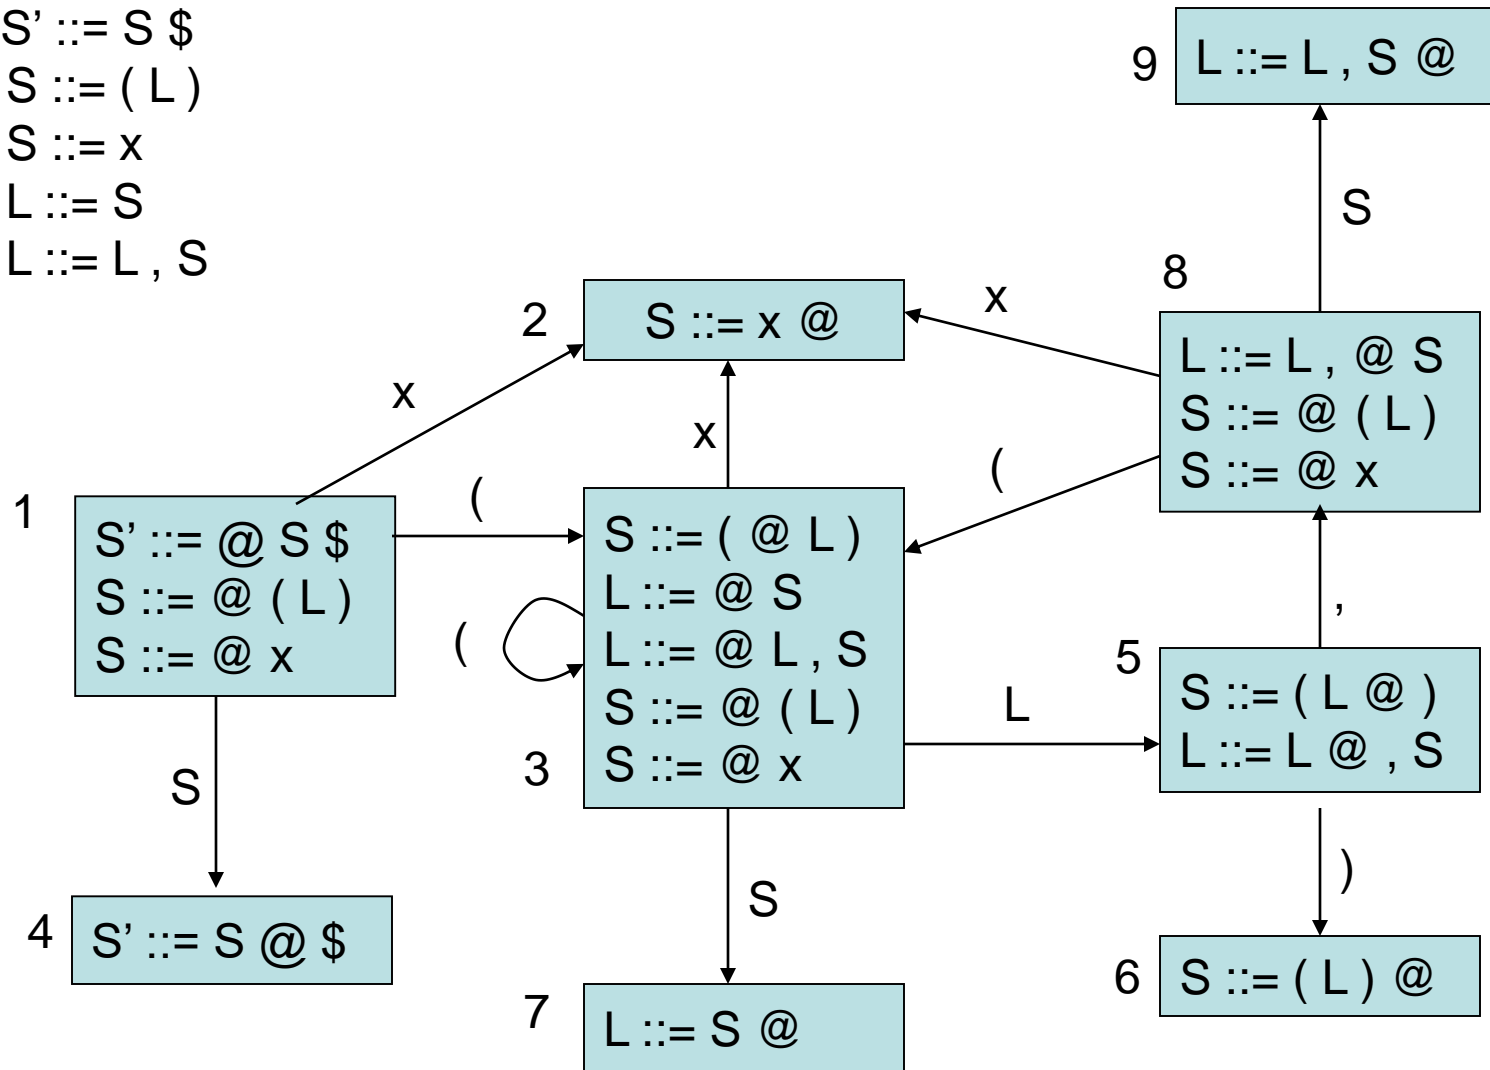 S’ ::= S $
S ::= ( L )
S ::= x
L ::= S
L ::= L , S
9
L ::= L , S @
S
8
2
S ::= x @
x
L ::= L , @ S
S ::= @ ( L )
S ::= @ x
x
x
(
(
1
S’ ::= @ S $
S ::= @ ( L )
S ::= @ x
S ::= ( @ L )
L ::= @ S
L ::= @ L , S
S ::= @ ( L )
S ::= @ x
(
3
,
5
S ::= ( L @ )
L ::= L @ , S
L
S
)
S
4
S’ ::= S @ $
6
S ::= ( L ) @
7
L ::= S @